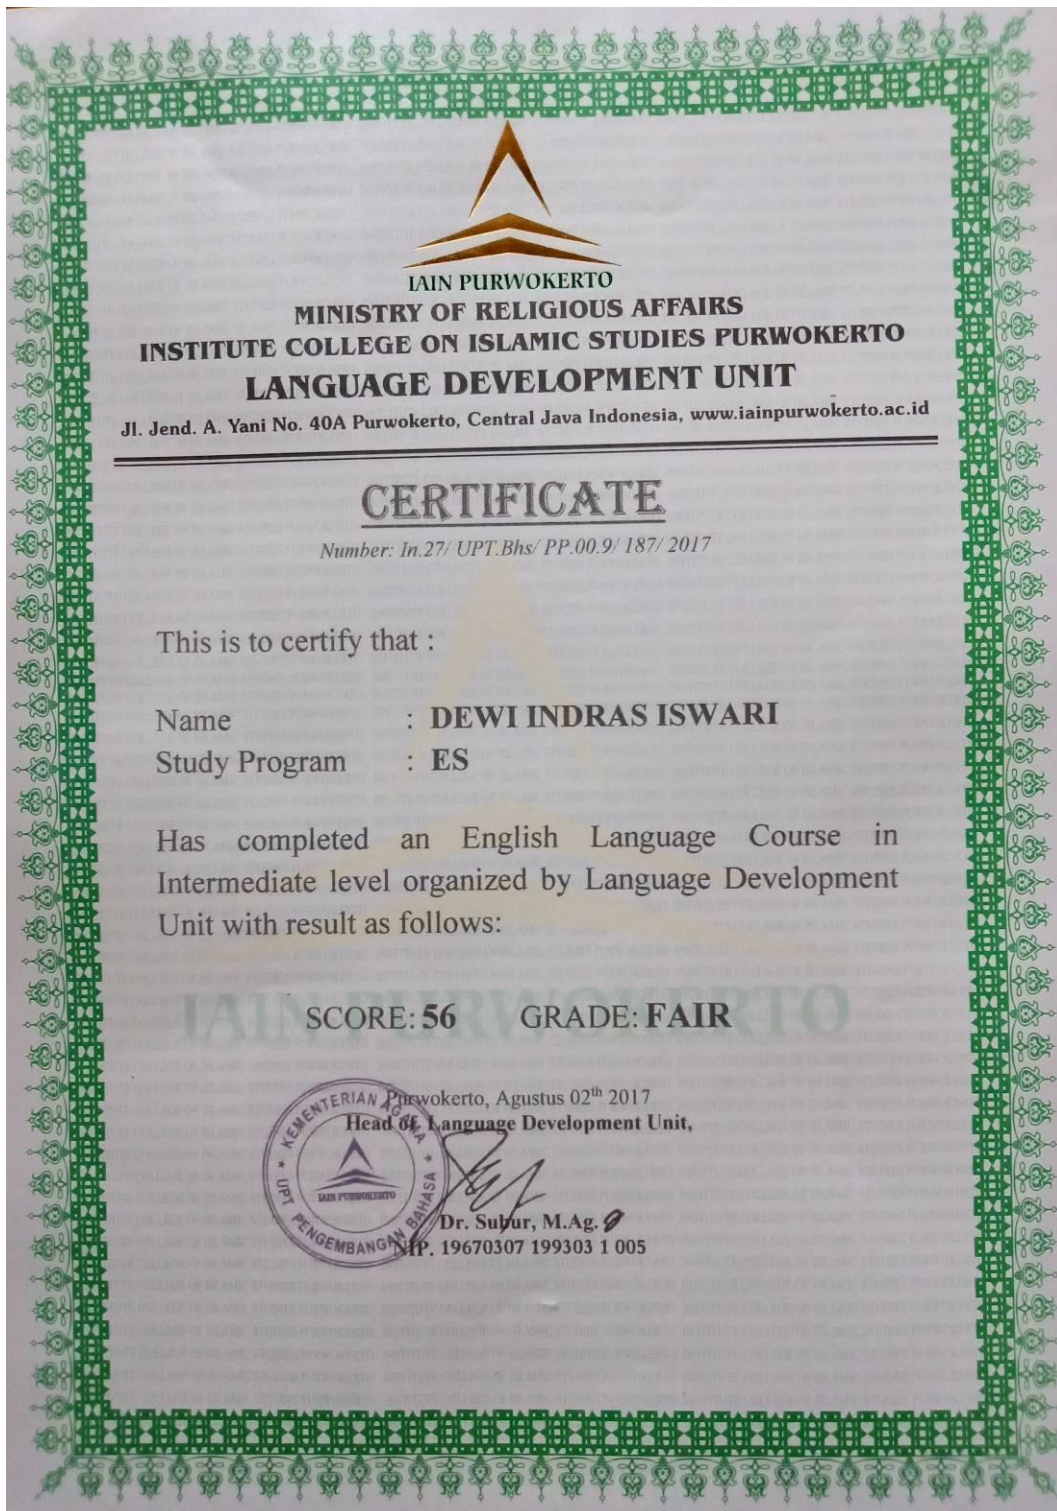 IAIN PURWOKERTO
MINISTRY OF RELIGIOUS AFFAIRS
INSTITUTE COLLEGE ON ISLAMIC STUDIES PURWOKERTO
LANGUAGE DEVELOPMENT UNIT
Jl. Jend. A. Yani No. 40A Purwokerto, Central Java Indonesia, www.iainpurwokerto.ac.id
CERTIFICATE
Number: In.27/ UPT.Bhs/ PP.00.9/ 187/ 2017
This is to certify that :
Name : DEWI INDRAS ISWARI
Study Program : ES
Has completed an English Language Course in
Intermediate level organized by Language Development
Unit with result as follows:
IAIN PURWOKERTO
SCORE: 56 GRADE: FAIR
Purwokerto, Agustus 02th 2017
Head of Language Development Unit,
KEMENTERIAN AGAMA
IAIN PURWOKERTO
UPT PENGEMBANGAN BAHASA
Dr. Subur, M.Ag.
NIP. 19670307 199303 1 005